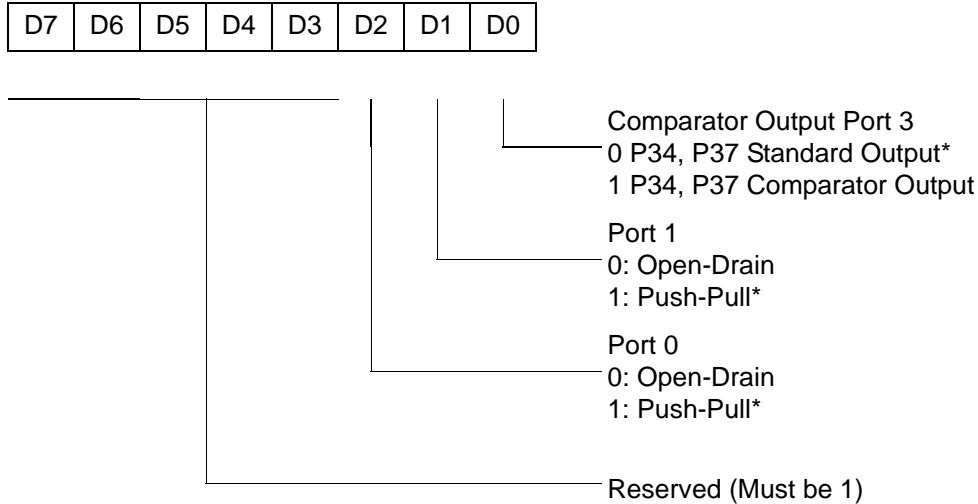 D7 D6 D5 D4 D3 D2 D1 D0
Comparator Output Port 3
0 P34, P37 Standard Output*
1 P34, P37 Comparator Output
Port 1
0: Open-Drain
1: Push-Pull*
Port 0
0: Open-Drain
1: Push-Pull*
Reserved (Must be 1)